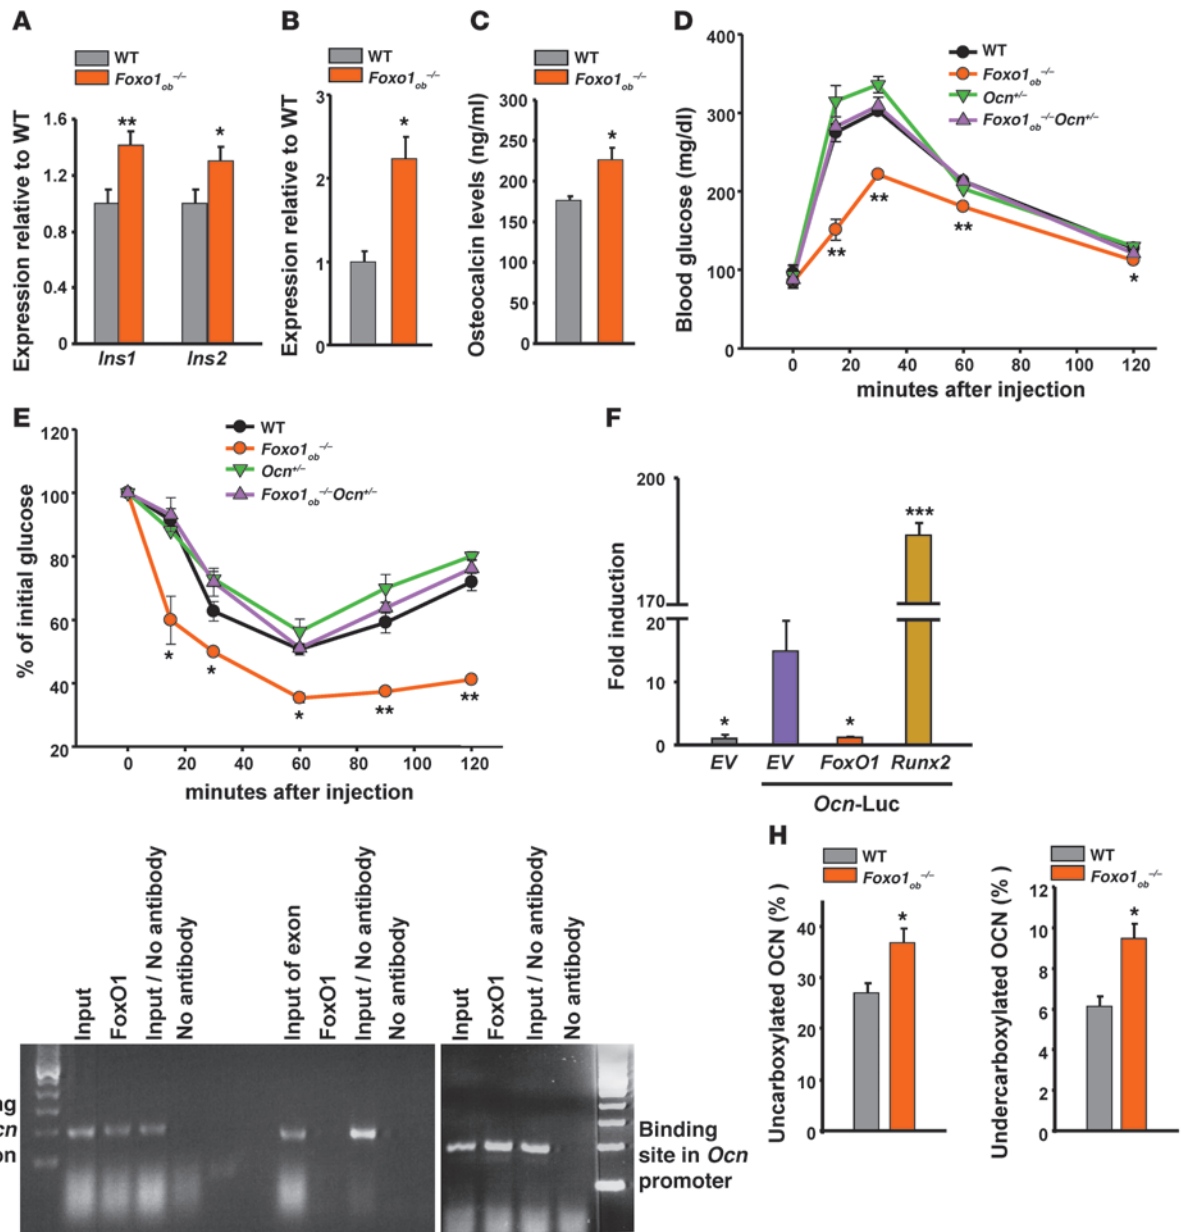 A
WT
Foxo1ob−/−
Expression relative to WT
1.6
1.2
0.8
0.4
0
**
*
Ins1
Ins2
B
WT
Foxo1ob−/−
Expression relative to WT
3
2
1
0
*
C
WT
Foxo1ob−/−
Osteocalcin levels (ng/ml)
300
250
200
150
100
50
0
*
D
WT
Foxo1ob−/−
Ocn+/−
Foxo1ob−/−Ocn+/−
Blood glucose (mg/dl)
400
300
200
100
0
**
**
**
*
0 20 40 60 80 100 120
minutes after injection
E
WT
Foxo1ob−/−
Ocn+/−
Foxo1ob−/−Ocn+/−
% of initial glucose
120
100
80
60
40
20
*
*
*
**
**
0 20 40 60 80 100 120
minutes after injection
F
Fold induction
200
170
20
10
0
*
*
***
EV EV FoxO1 Runx2
Ocn-Luc
Input
FoxO1
Input / No antibody
No antibody
Input of exon
FoxO1
Input / No antibody
No antibody
Input
FoxO1
Input / No antibody
No antibody
ng
cn
on
Binding
site in Ocn
promoter
H
WT
Foxo1ob−/−
Uncarboxylated OCN (% )
40
30
20
10
0
*
WT
Foxo1ob−/−
Undercarboxylated OCN (% )
12
10
8
6
4
2
0
*